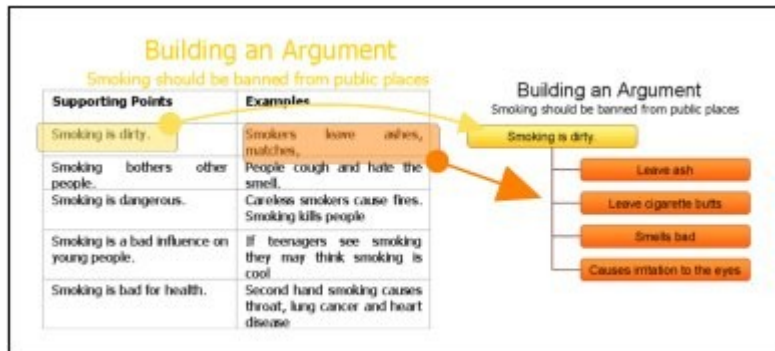 Building an Argument
Smoking should be banned from public places
Supporting Points Examples
Smoking is dirty. Smokers leave ashes,
matches,
Smoking bothers other People cough and hate the
people. smell.
Smoking is dangerous. Careless smokers cause fires.
Smoking kills people
Smoking is a bad influence on If teenagers see smoking
young people. they may think smoking is
cool
Smoking is bad for health. Second hand smoking causes
throat, lung cancer and heart
disease
Building an Argument
Smoking should be banned from public places
Smoking is dirty.
Leave ash
Leave cigarette butts
Smells bad
Causes irritation to the eyes